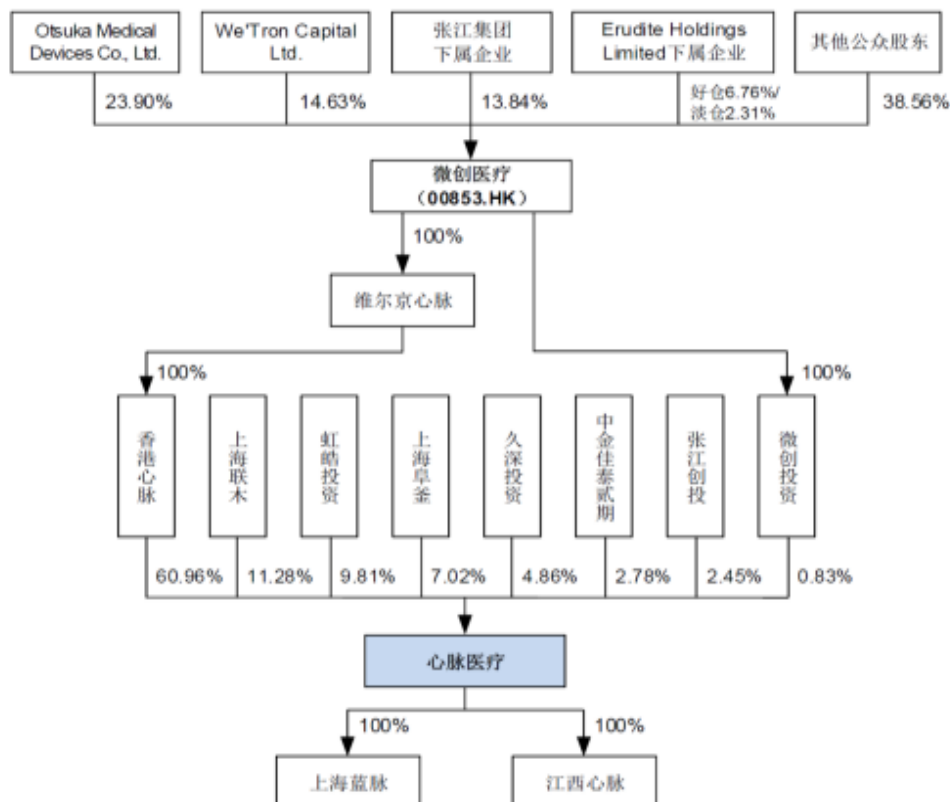 Otsuka Medical
Devices Co., Ltd.
We'Tron Capital
Ltd.
张江集团
下属企业
Erudite Holdings
Limited下属企业
其他公众股东
23.90%
14.63%
13.84%
好仓6.76%/
淡仓2.31%
38.56%
微创医疗
（00853.HK）
100%
维尔京心脉
100%
100%
香港心脉
上海联木
虹皓投资
上海阜釜
久深投资
中金佳泰贰期
张江创投
微创投资
60.96%
11.28%
9.81%
7.02%
4.86%
2.78%
2.45%
0.83%
心脉医疗
100%
100%
上海蓝脉
江西心脉